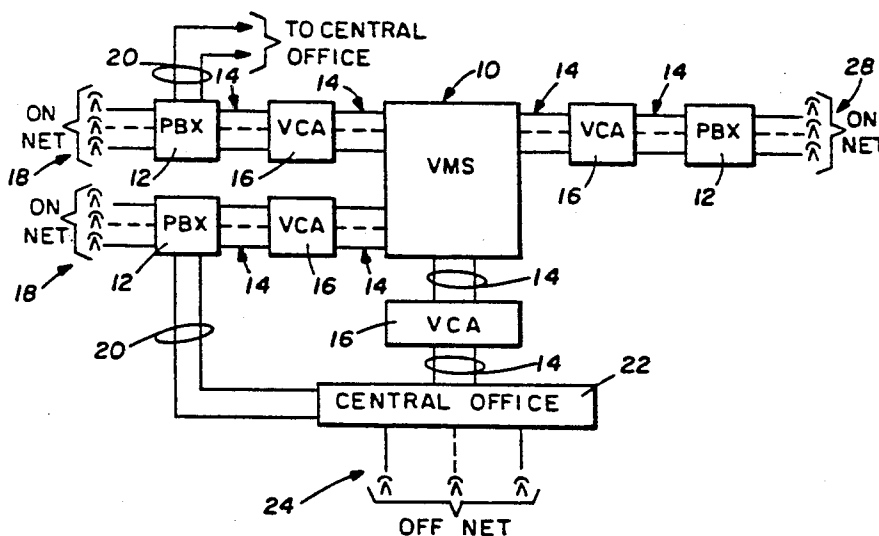 TO CENTRAL
OFFICE
20
14
14
10
14
14
28
ON
NET
PBX
VCA
VMS
VCA
PBX
ON
NET
18
12
16
16
12
ON
NET
PBX
VCA
18
12
14
16
14
14
20
16
VCA
14
22
CENTRAL OFFICE
24
OFF NET